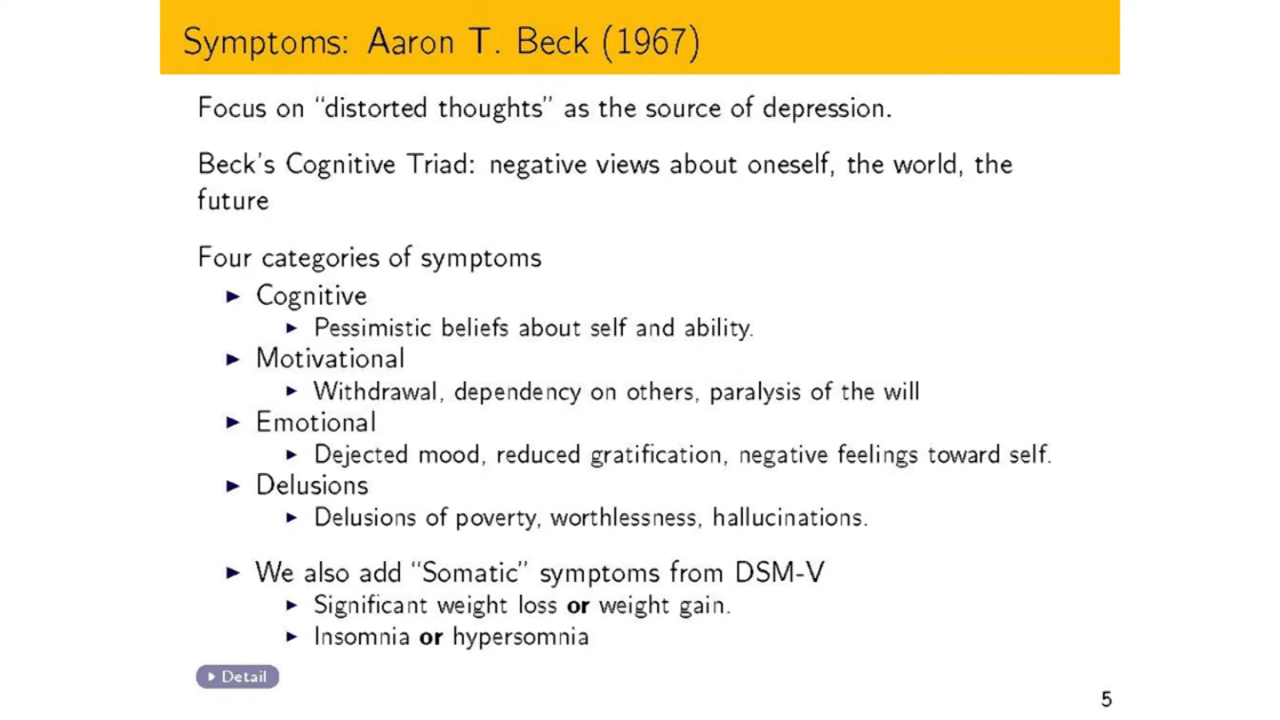 Symptoms: Aaron T. Beck (1967)
Focus on “distorted thoughts” as the source of depression.
Beck's Cognitive Triad: negative views about oneself, the world, the
future
Four categories of symptoms
Cognitive
Pessimistic beliefs about self and ability.
Motivational
Withdrawal, dependency on others, paralysis of the will
Emotional
Dejected mood, reduced gratification, negative feelings toward self.
Delusions
Delusions of poverty, worthlessness, hallucinations.
We also add “Somatic” symptoms from DSM-V
Significant weight loss or weight gain.
Insomnia or hypersomnia
Detail
5